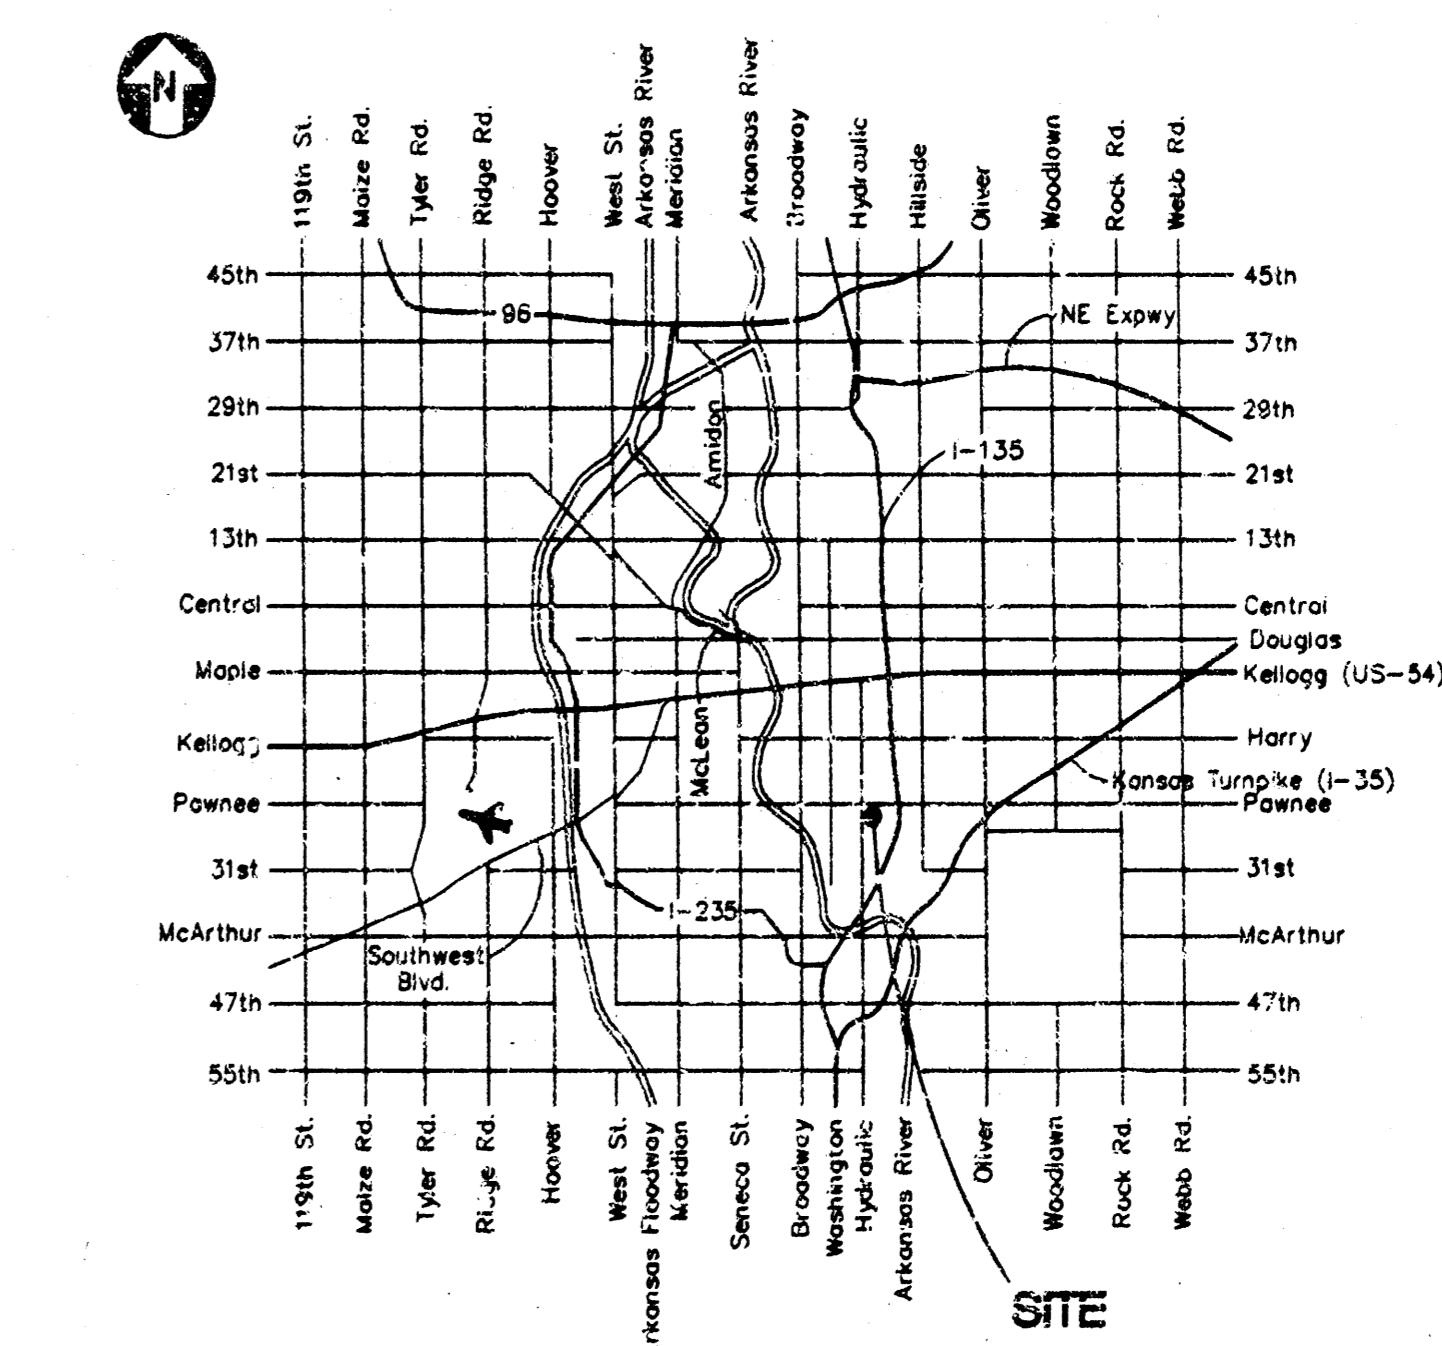 N
119th St.
Maize Rd.
Tyler Rd.
Ridge Rd.
Hoover
West St.
Arkansas River
Meridian
Arkansas River
Broadway
Hydraulic
Hillside
Oliver
Woodlawn
Rock Rd.
Webb Rd.
45th
45th
96
NE Expwy
37th
37th
29th
29th
Amidon
I-135
21st
21st
13th
13th
Central
Central
Douglas
Maple
Kellogg (US-54)
Kellogg
Harry
McLean
Kansas Turnpike (I-35)
Pawnee
Pawnee
31st
31st
I-235
McArthur
McArthur
Southwest
Blvd.
47th
47th
55th
55th
119th St.
Maize Rd.
Tyler Rd.
Ridge Rd.
Hoover
West St.
rkansas Floodway
Meridian
Seneca St.
Broadway
Washington
Hydraulic
Arkansas River
Oliver
Woodlawn
Rock Rd.
Webb Rd.
SITE